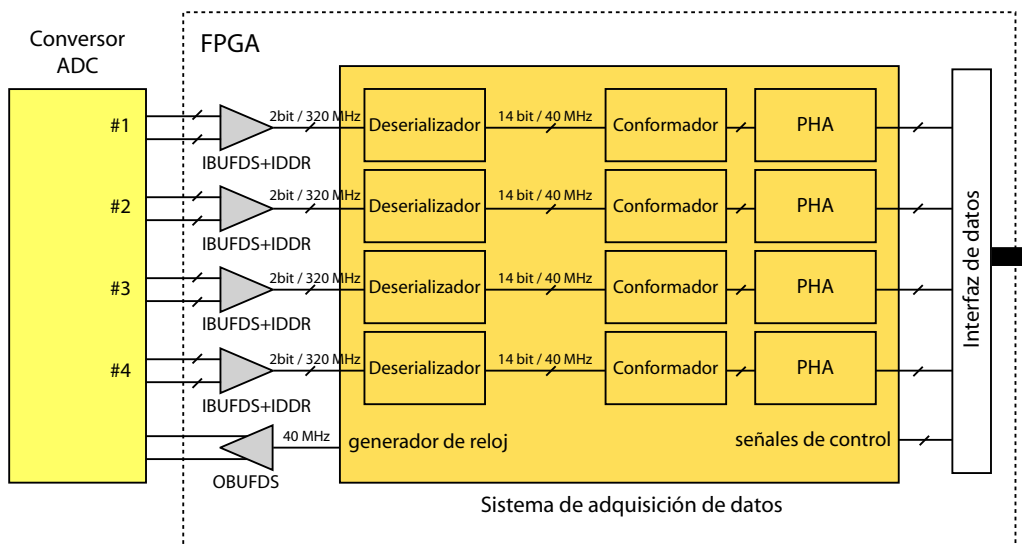 Conversor
ADC
FPGA
#1
2bit / 320 MHz
Deserializador
14 bit / 40 MHz
Conformador
PHA
IBUFDS+IDDR
#2
2bit / 320 MHz
Deserializador
14 bit / 40 MHz
Conformador
PHA
IBUFDS+IDDR
#3
2bit / 320 MHz
Deserializador
14 bit / 40 MHz
Conformador
PHA
IBUFDS+IDDR
#4
2bit / 320 MHz
Deserializador
14 bit / 40 MHz
Conformador
PHA
IBUFDS+IDDR
40 MHz
generador de reloj
señales de control
OBUFDS
Interfaz de datos
Sistema de adquisición de datos